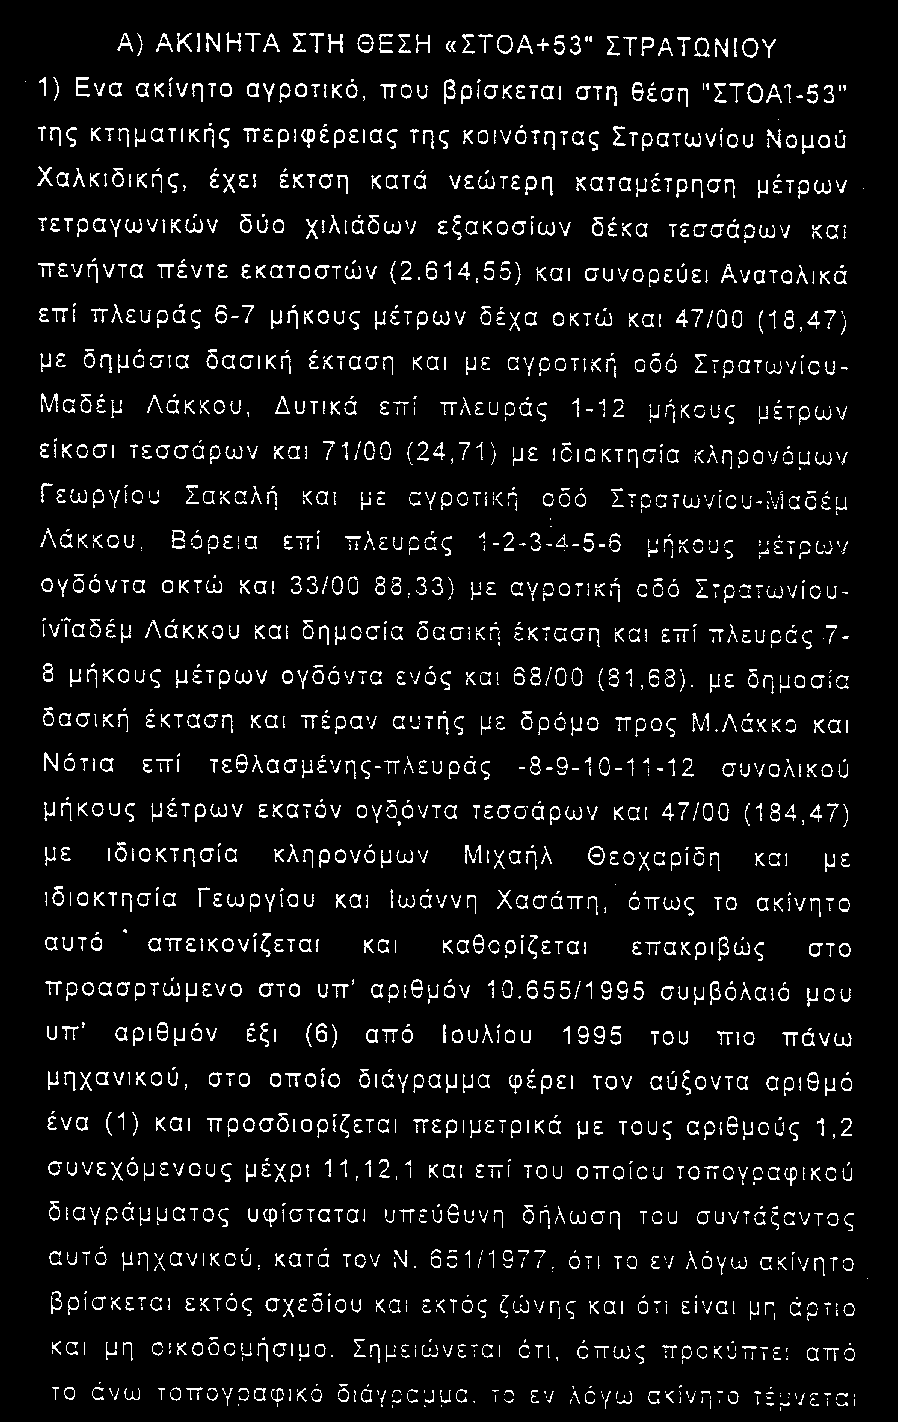 Α) ΑΚΙΝΗΤΑ ΣΤΗ ΘΕΣΗ «ΣΤΟΑ+53" ΣΤΡΑΤΩΝΙΟΥ
1) Ενα ακίνητο αγροτικό, που βρίσκεται στη θέση "ΣΤΟΑ1-53"
της κτηματικής περιφέρειας της κοινότητας Στρατωνίου Νομού
Χαλκιδικής, έχει έκτση κατά νεώτερη καταμέτρηση μέτρων
τετραγωνικών δύο χιλιάδων εξακοσίων δέκα τεσσάρων και
πενήντα πέντε εκατοστών (2.614,55) και συνορεύει Ανατολικά
επί πλευράς 6-7 μήκους μέτρων δέχα οκτώ και 47/00 (18,47)
με δημόσια δασική έκταση και με αγροτική οδό Στρατωνίου-
Μαδέμ Λάκκου, Δυτικά επί πλευράς 1-12 μήκους μέτρων
είκοσι τεσσάρων και 71/00 (24,71) με ιδιοκτησία κληρονόμων
Γεωργίου Σακαλή και με αγροτική οδό Στρατωνίου-Μαδέμ
Λάκκου, Βόρεια επί πλευράς 1-2-3-4-5-6 μήκους μέτρων
ογδόντα οκτώ και 33/00 88,33) με αγροτική οδό Στρατωνίου-
ίνΐαδέμ Λάκκου και δημοσία δασική έκταση και επί πλευράς 7-
8 μήκους μέτρων ογδόντα ενός και 68/00 (81,68). με δημοσία
δασική έκταση και πέραν αυτής με δρόμο προς Μ.Λάκκο και
Νότια επί τεθλασμένης-πλευράς -8-9-10-11-12 συνολικού
μήκους μέτρων εκατόν ογδόντα τεσσάρων και 47/00 (184,47)
με ιδιοκτησία κληρονόμων Μιχαήλ Θεοχαρίδη και με
ιδιοκτησία Γεωργίου και Ιωάννη Χασάπη, όπως το ακίνητο
αυτό απεικονίζεται και καθορίζεται επακριβώς στο
προασρτώμενο στο υπ' αριθμόν 10.655/1995 συμβόλαιό μου
υπ' αριθμόν έξι (6) από Ιουλίου 1995 του πιο πάνω
μηχανικού, στο οποίο διάγραμμα φέρει τον αύξοντα αριθμό
ένα (1) και προσδιορίζεται περιμετρικά με τους αριθμούς 1,2
συνεχόμενους μέχρι 11,12,1 και επί του οποίου τοπογραφικού
διαγράμματος υφίσταται υπεύθυνη δήλωση του συντάξαντος
αυτό μηχανικού, κατά τον Ν. 651/1977, ότι το εν λόγω ακίνητο
βρίσκεται εκτός σχεδίου και εκτός ζώνης και ότι είναι μη άρτιο
και μη οικοδομήσιμο. Σημειώνεται ότι, όπως προκύπτει από
το άνω τοπογραφικό διάγραμμα, το εν λόγω ακίνητο τέμνεται